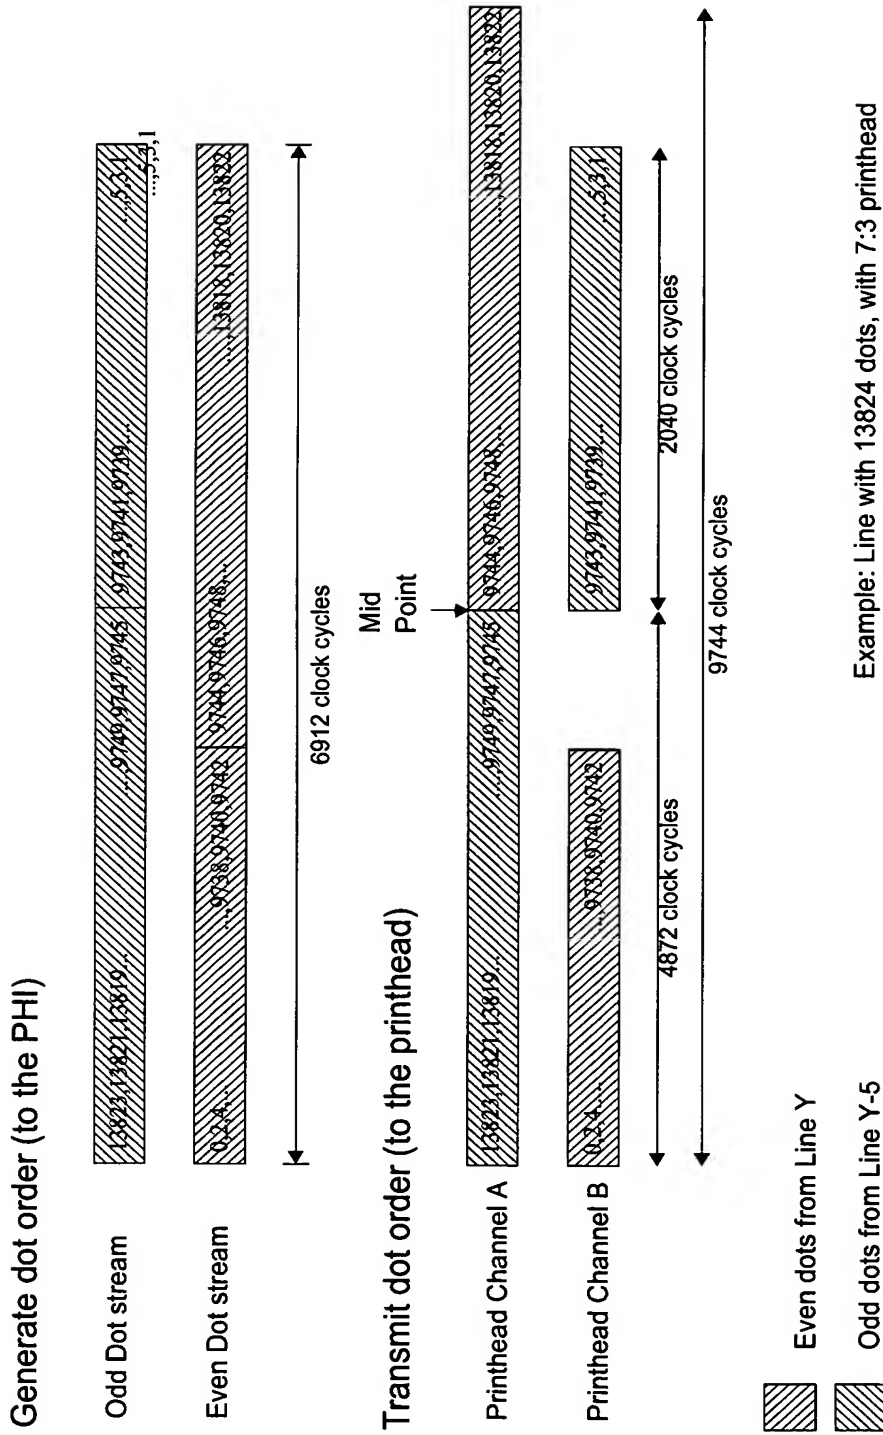 Generate dot order (to the PHI)
Odd Dot stream
13823,13821,13819...
...,9749,9747,9745
9743,9741,9739....
...,5,3,1
...,5,3,1
Even Dot stream
0,2,4....
...,9738,9740,9742
9744,9746,9748,...
....,13818,13820,13822
6912 clock cycles
Transmit dot order (to the printhead)
Mid
Point
Printhead Channel A
13823,13821,13819...
....,9749,9747,9745
9744,9746,9748....
....,13818,13820,13822
Printhead Channel B
0,2,4....
...,9738,9740,9742
9743,9741,9739....
...5,3,1
4872 clock cycles
2040 clock cycles
9744 clock cycles
Even dots from Line Y
Odd dots from Line Y-5
Example: Line with 13824 dots, with 7:3 printhead